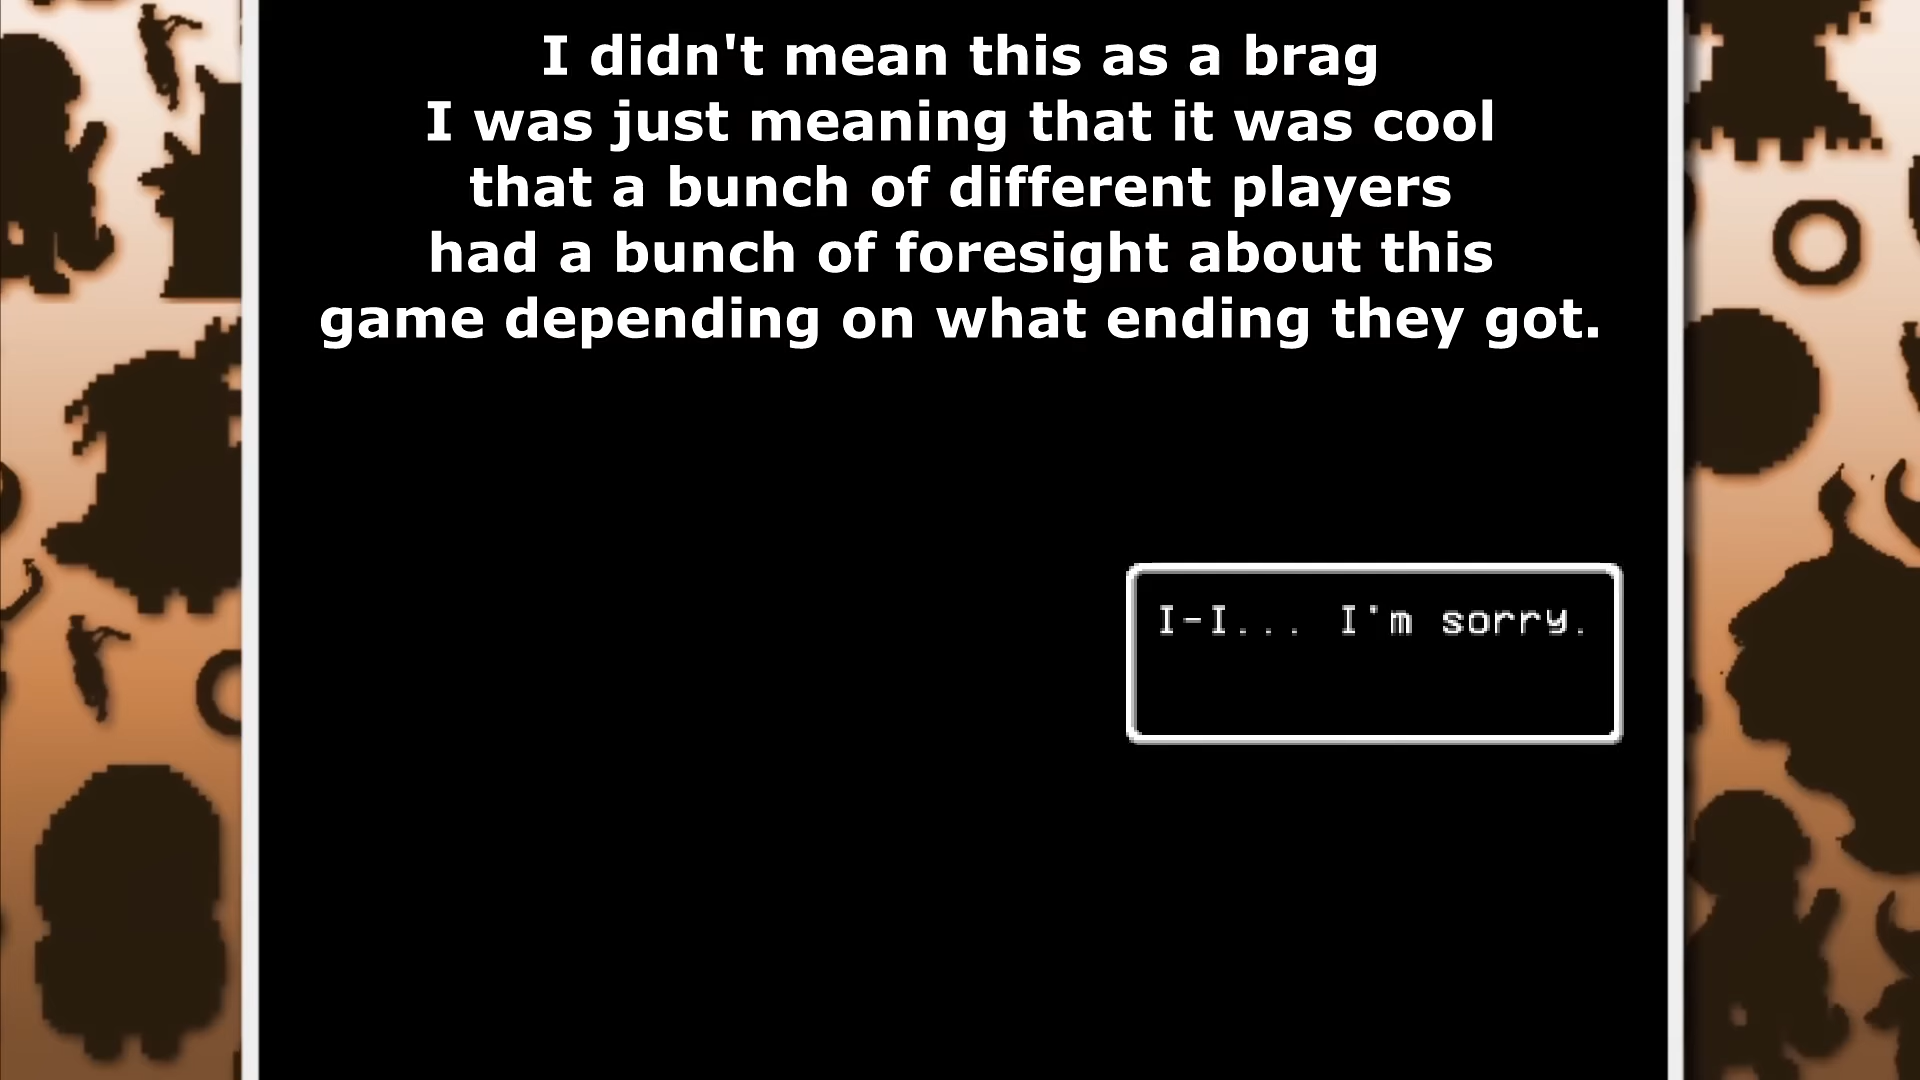 I didn't mean this as a brag
I was just meaning that it was cool
that a bunch of different players
had a bunch of foresight about this
game depending on what ending they got.
I-I... I'm sorry.